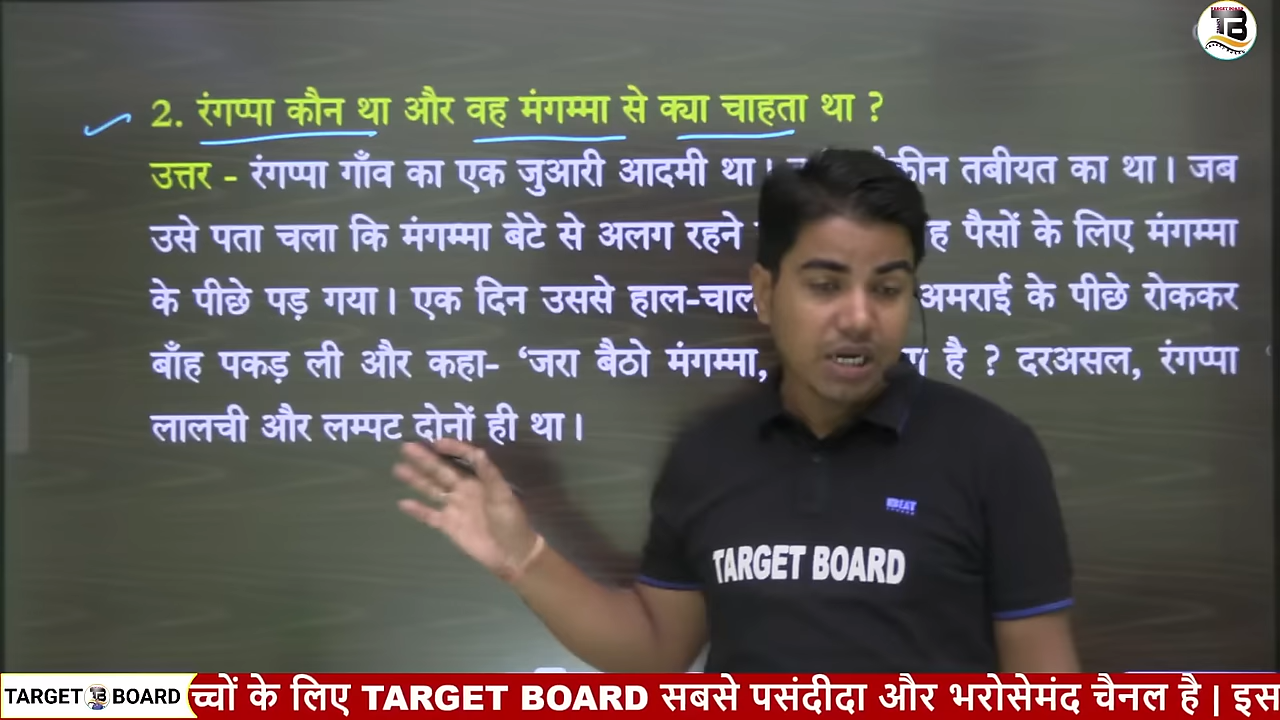 2. रंगप्पा कौन था और वह मंगम्मा से क्या चाहता था ?
उत्तर - रंगप्पा गाँव का एक जुआरी आदमी था। तबीयत का था। जब
उसे पता चला कि मंगम्मा बेटे से अलग रहने पैसों के लिए मंगम्मा
के पीछे पड़ गया। एक दिन उससे हाल-चाल अमराई के पीछे रोककर
बाँह पकड़ ली और कहा- ‘जरा बैठो मंगम्मा, है ? दरअसल, रंगप्पा
लालची और लम्पट दोनों ही था।
TARGET BOARD
TARGET BOARD
TB
TARGET BOARD च्चों के लिए TARGET BOARD सबसे पसंदीदा और भरोसेमंद चैनल है | इस